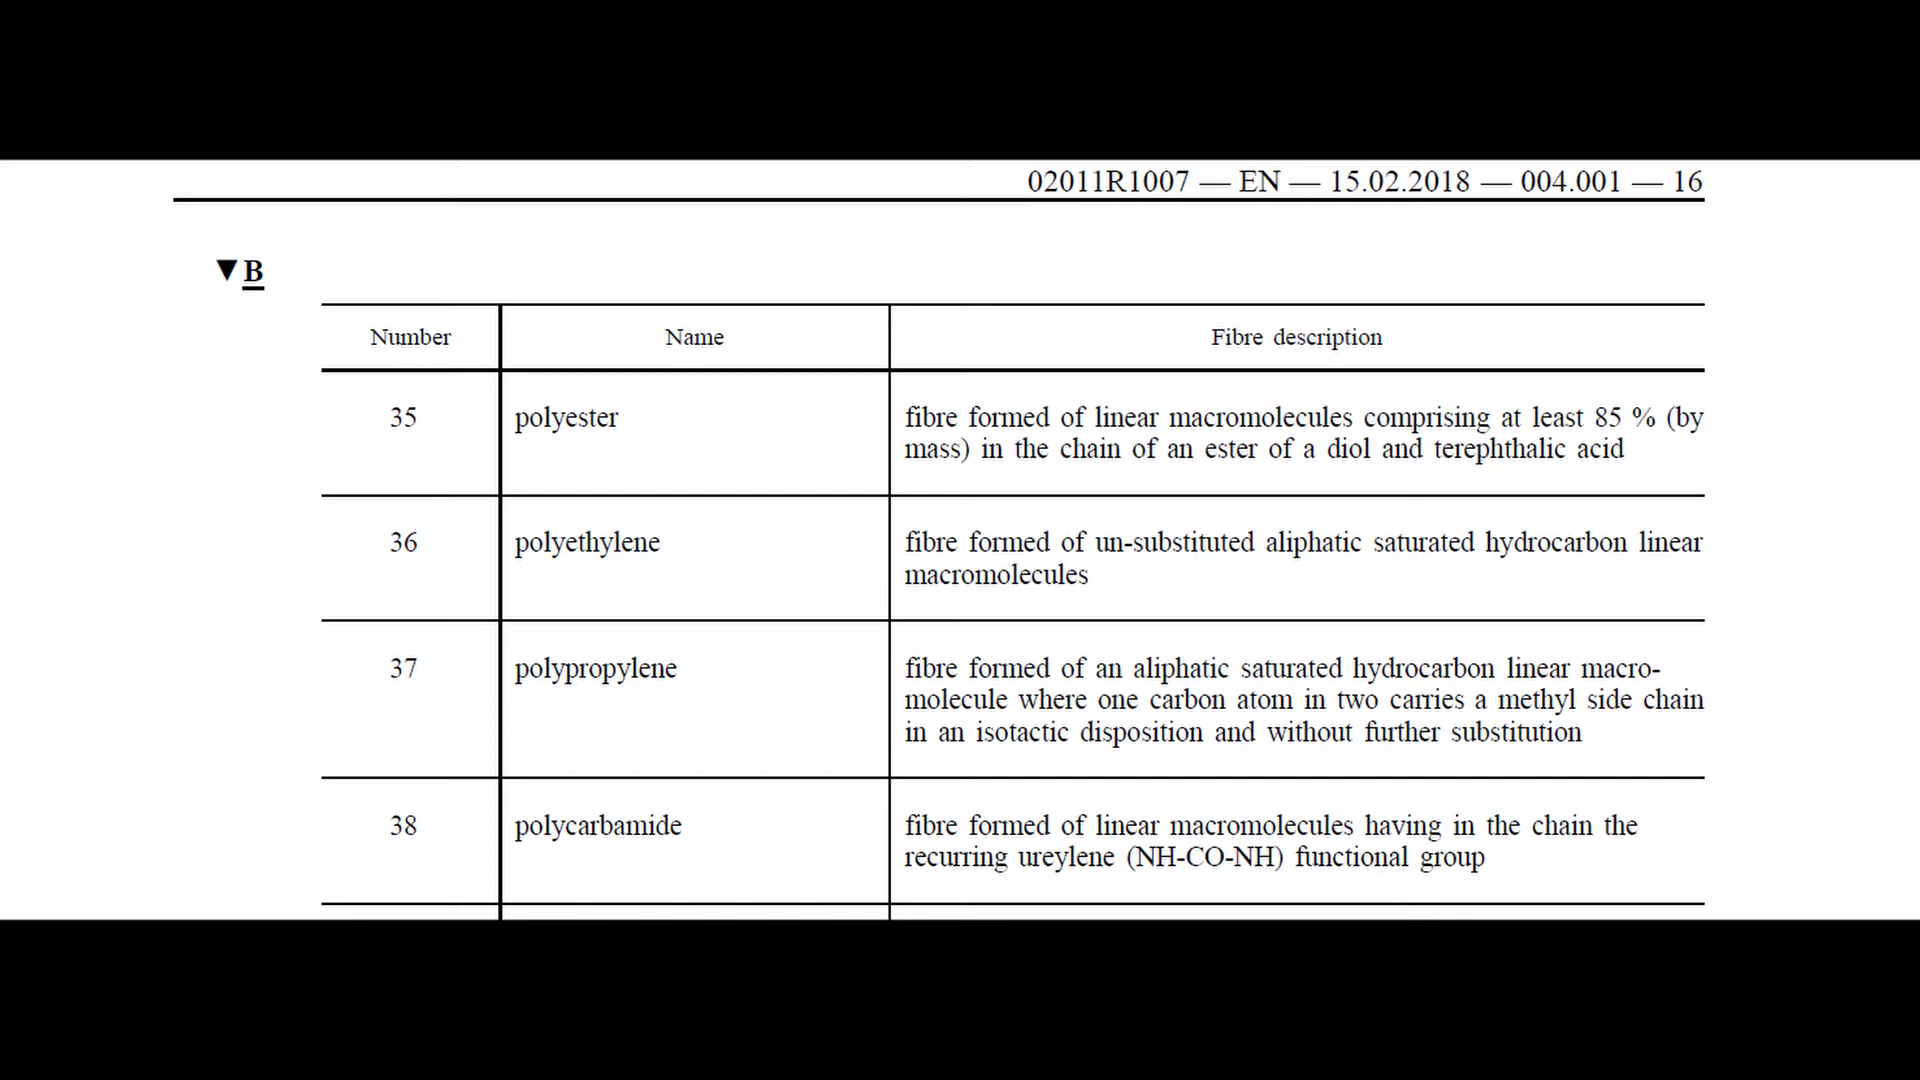 02011R1007 — EN — 15.02.2018 — 004.001 — 16
▼B
Number Name Fibre description
35 polyester fibre formed of linear macromolecules comprising at least 85 % (by
mass) in the chain of an ester of a diol and terephthalic acid
36 polyethylene fibre formed of un-substituted aliphatic saturated hydrocarbon linear
macromolecules
37 polypropylene fibre formed of an aliphatic saturated hydrocarbon linear macro-
molecule where one carbon atom in two carries a methyl side chain
in an isotactic disposition and without further substitution
38 polycarbamide fibre formed of linear macromolecules having in the chain the
recurring ureylene (NH-CO-NH) functional group